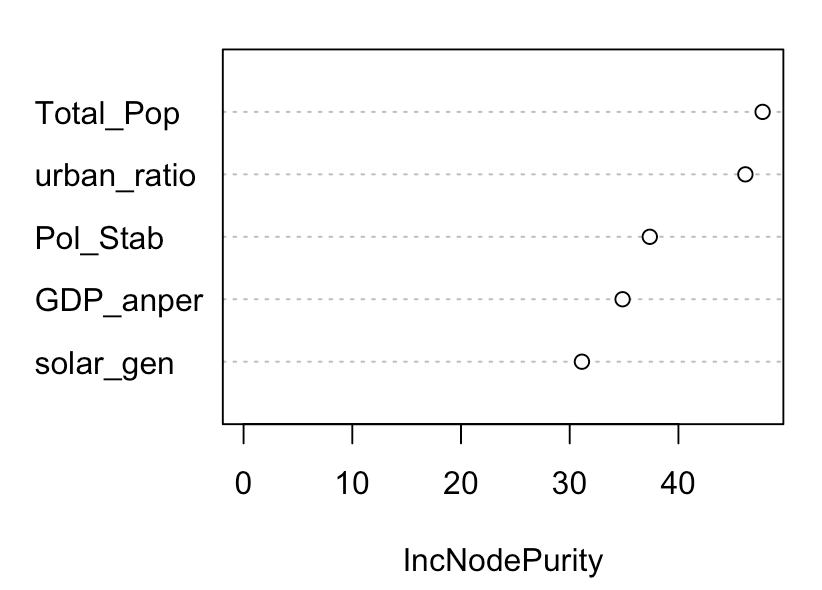 Total_Pop
urban_ratio
Pol_Stab
GDP_anper
solar_gen
0 10 20 30 40
IncNodePurity